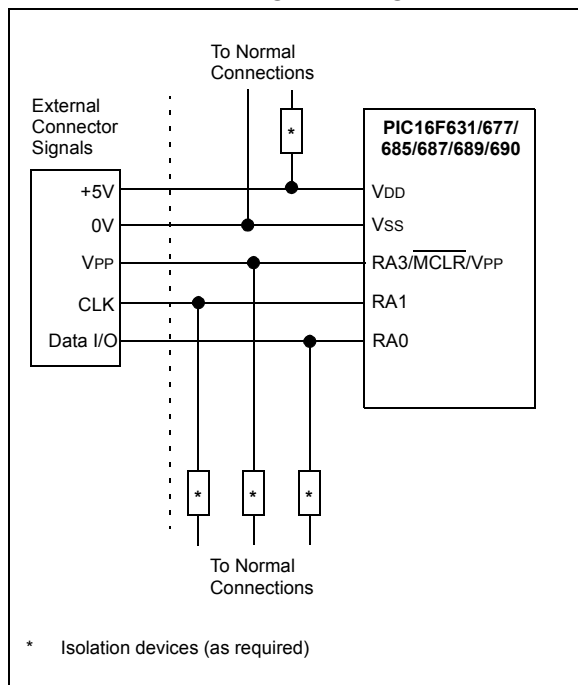 To Normal
Connections
External
Connector
Signals
*
PIC16F631/677/
685/687/689/690
+5V
VDD
0V
VSS
VPP
RA3/MCLR/VPP
CLK
RA1
Data I/O
RA0
* * *
To Normal
Connections
* Isolation devices (as required)